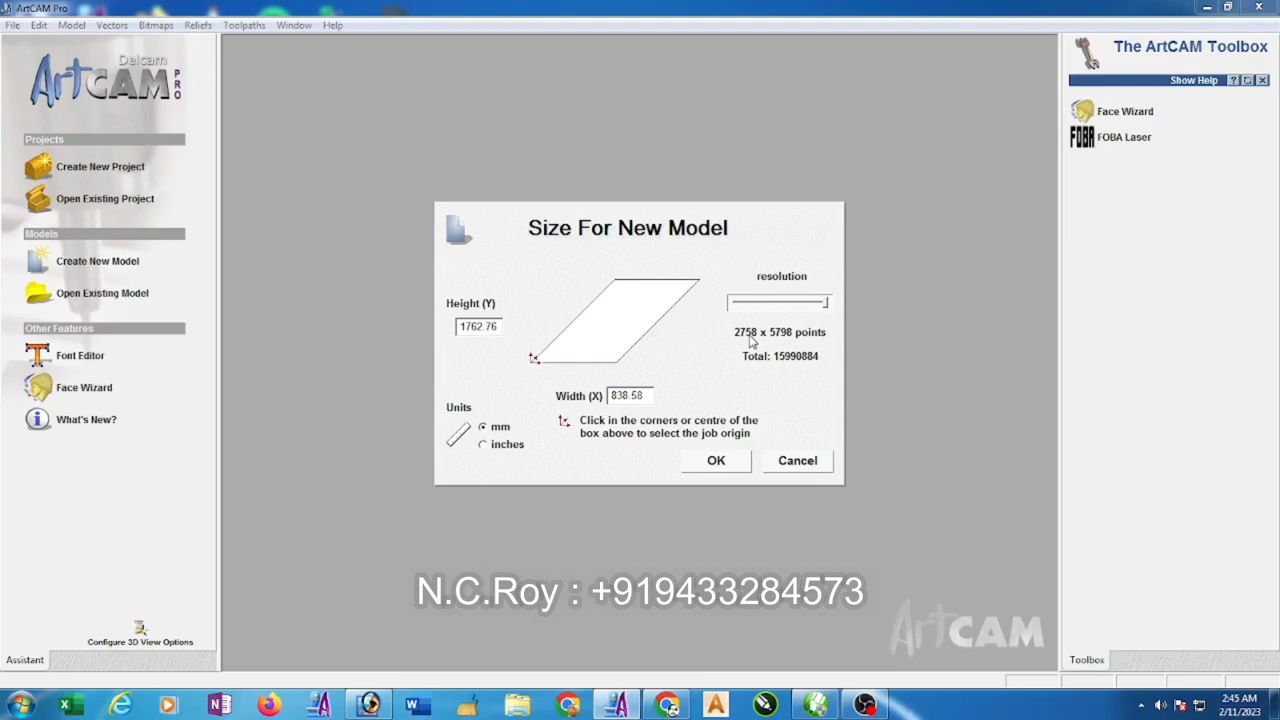 ArtCAM Pro
File Edit Model Vectors Bitmaps Reliefs Toolpaths Window Help
Delcam
ArtCAM PRO
Projects
Create New Project
Open Existing Project
Models
Create New Model
Open Existing Model
Other Features
Font Editor
Face Wizard
What's New?
Configure 3D View Options
Assistant
Size For New Model
resolution
Height (Y)
1762.76
2758 x 5798 points
Total: 15990884
Width (X) 838.58
Units
mm
inches
Click in the corners or centre of the
box above to select the job origin
OK Cancel
N.C.Roy : +919433284573
ArtCAM
The ArtCAM Toolbox
Show Help
Face Wizard
FOBA FOBA Laser
Toolbox
2:45 AM
2/11/2023